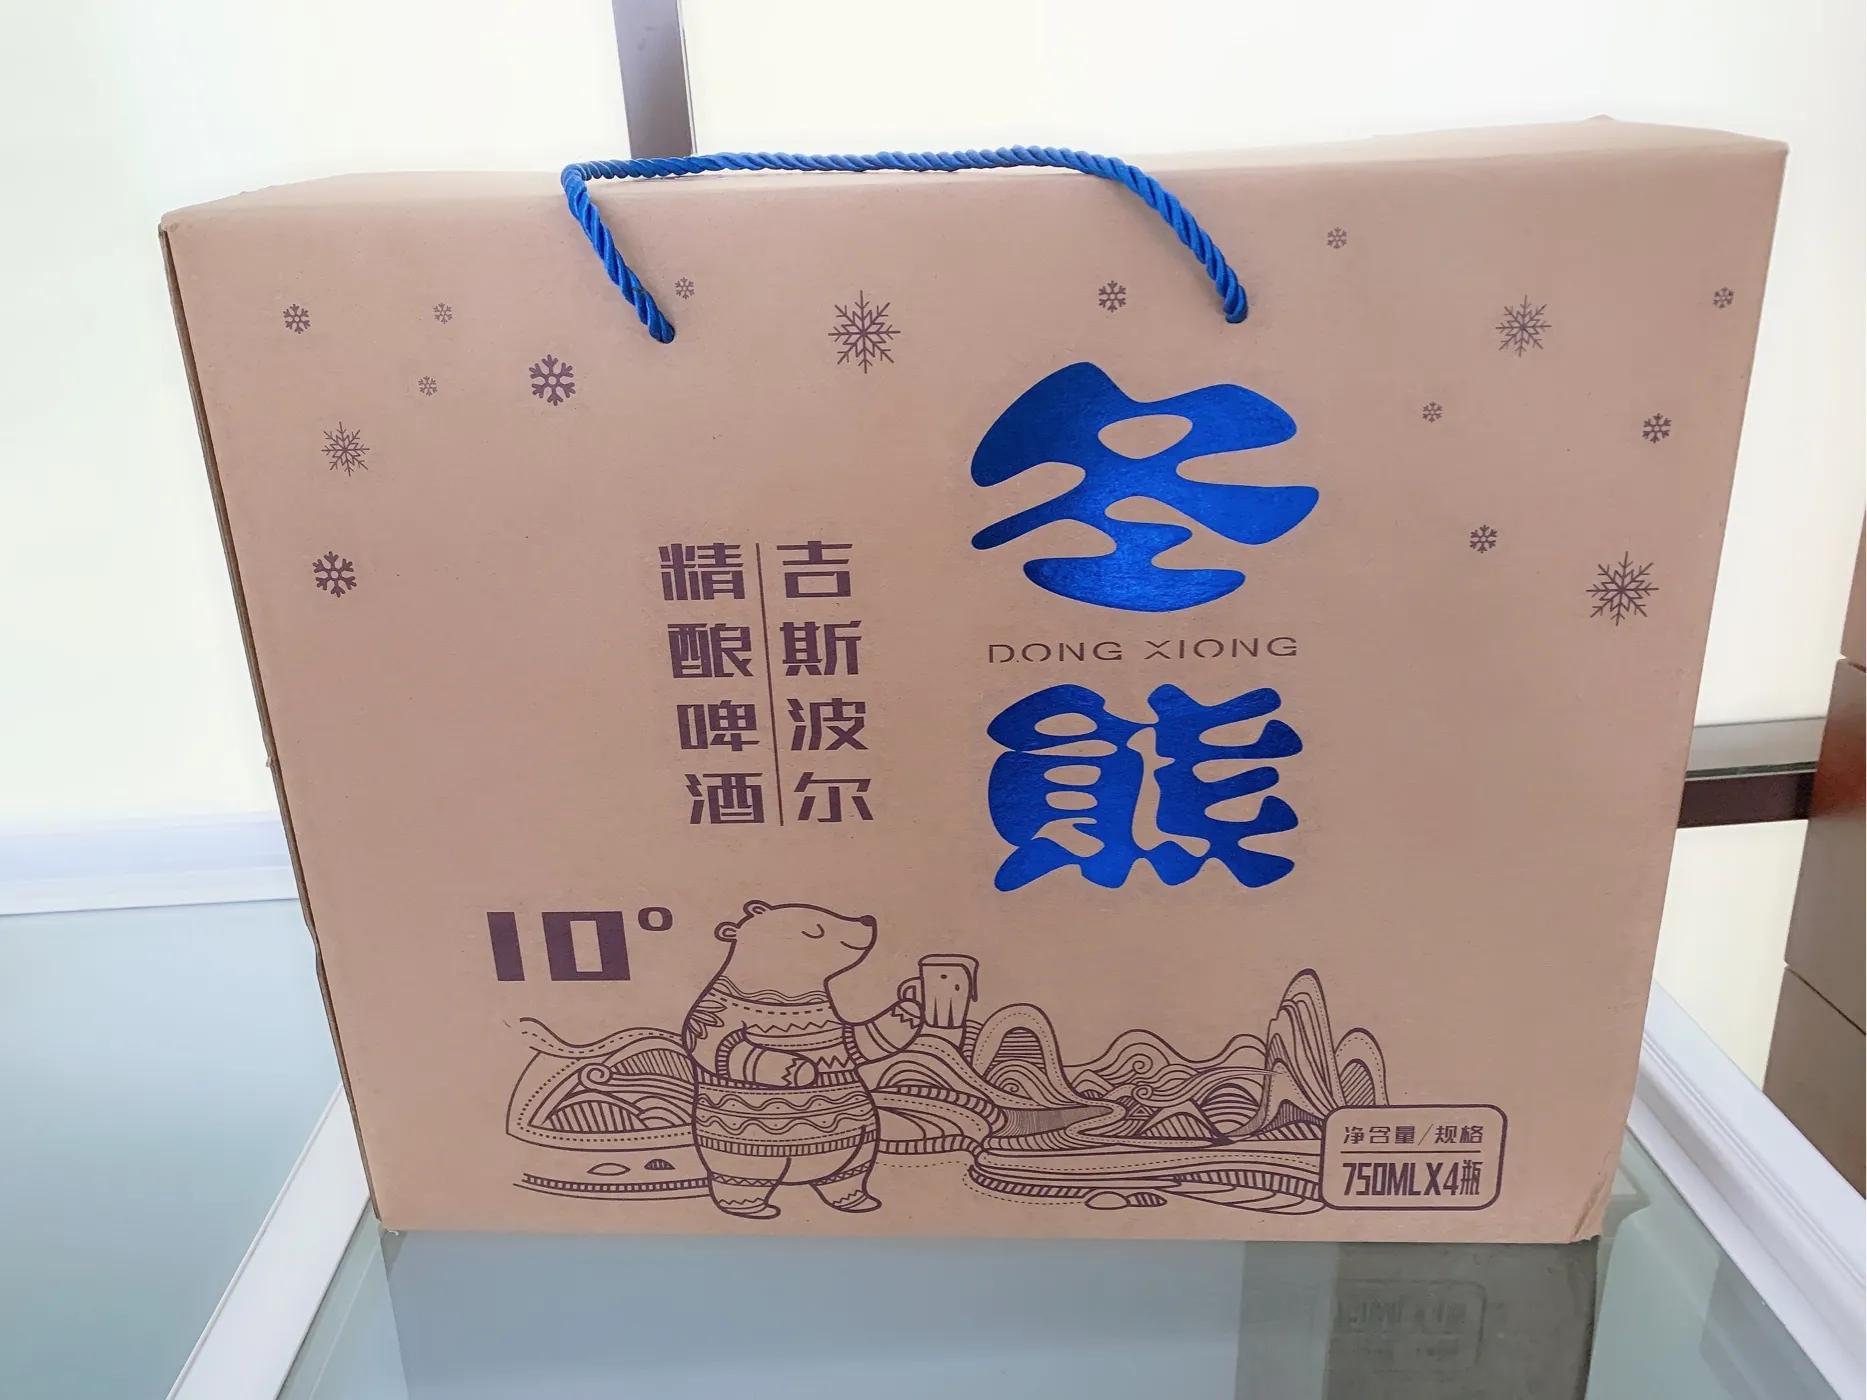 冬熊
DONG XIONG
吉斯波尔
精酿啤酒
10°
净含量/规格
750MLX4瓶